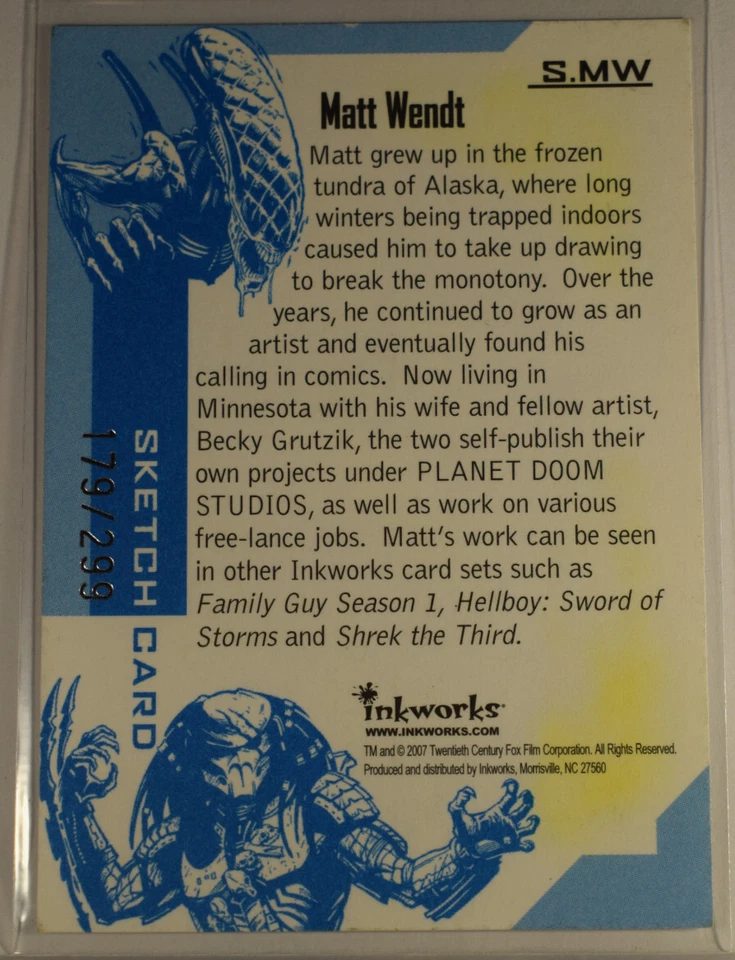 S.MW
Matt Wendt
Matt grew up in the frozen
tundra of Alaska, where long
winters being trapped indoors
caused him to take up drawing
to break the monotony. Over the
years, he continued to grow as an
artist and eventually found his
calling in comics. Now living in
Minnesota with his wife and fellow artist,
Becky Grutzik, the two self-publish their
own projects under PLANET DOOM
STUDIOS, as well as work on various
free-lance jobs. Matt's work can be seen
in other Inkworks card sets such as
Family Guy Season 1, Hellboy: Sword of
Storms and Shrek the Third.
SKETCH CARD
179/299
inkworks
WWW.INKWORKS.COM
TM and © 2007 Twentieth Century Fox Film Corporation. All Rights Reserved.
Produced and distributed by Inkworks, Morrisville, NC 27560